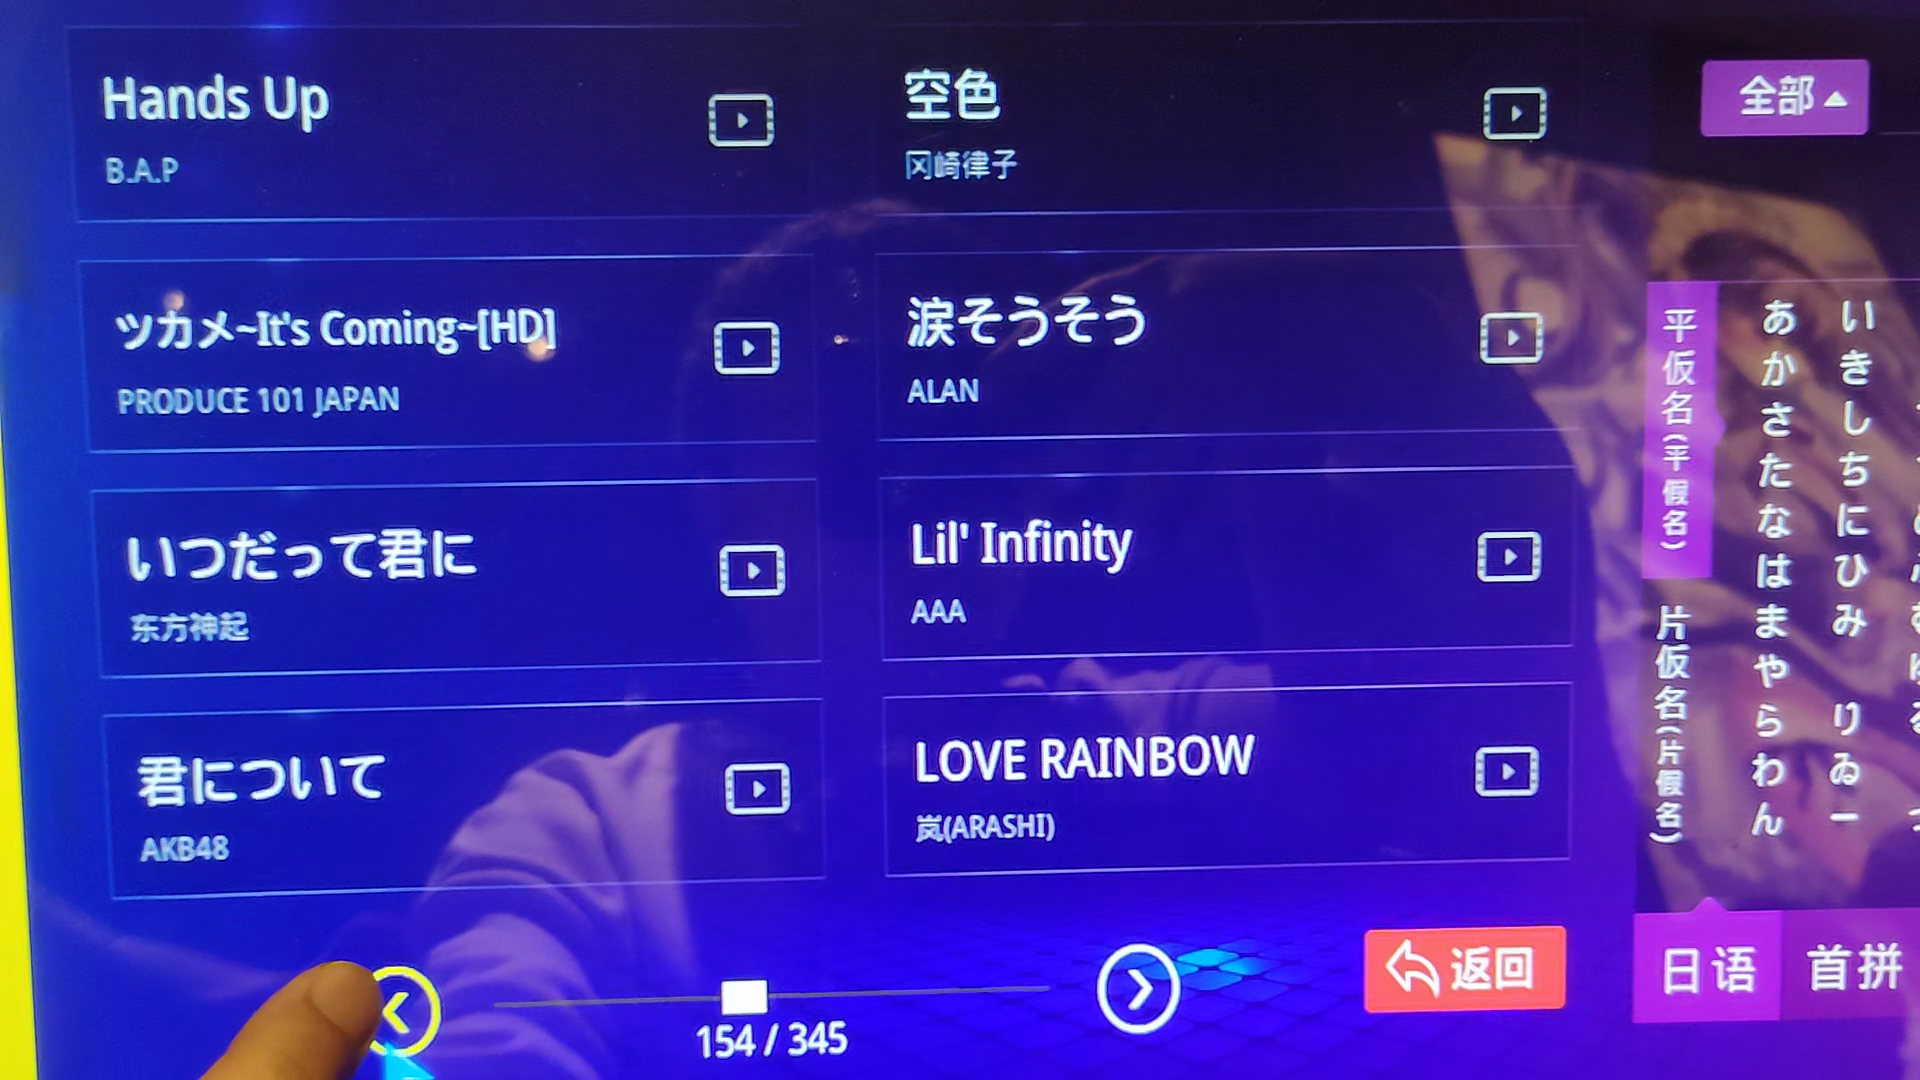 Hands Up
B.A.P
空色
冈崎律子
ツカメ~It's Coming~[HD]
PRODUCE 101 JAPAN
涙そうそう
ALAN
いつだって君に
东方神起
Lil' Infinity
AAA
君について
AKB48
LOVE RAINBOW
岚(ARASHI)
154 / 345
返回
全部
平仮名(平假名)
片仮名(片假名)
あかさたなはまやらわん
いきしちにひみ りゐー
日语
首拼